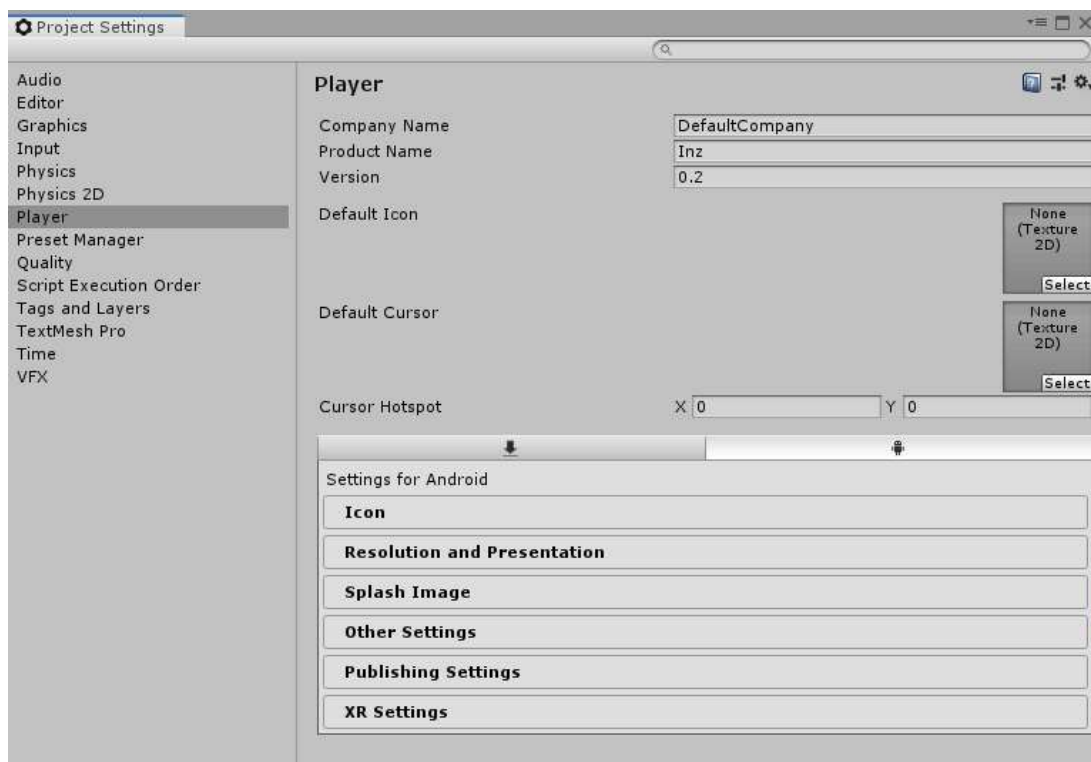 Project Settings
Audio
Editor
Graphics
Input
Physics
Physics 2D
Player
Preset Manager
Quality
Script Execution Order
Tags and Layers
TextMesh Pro
Time
VFX
Player
Company Name DefaultCompany
Product Name Inz
Version 0.2
Default Icon
None
(Texture
2D)
Select
Default Cursor
None
(Texture
2D)
Select
Cursor Hotspot X 0 Y 0
Settings for Android
Icon
Resolution and Presentation
Splash Image
Other Settings
Publishing Settings
XR Settings